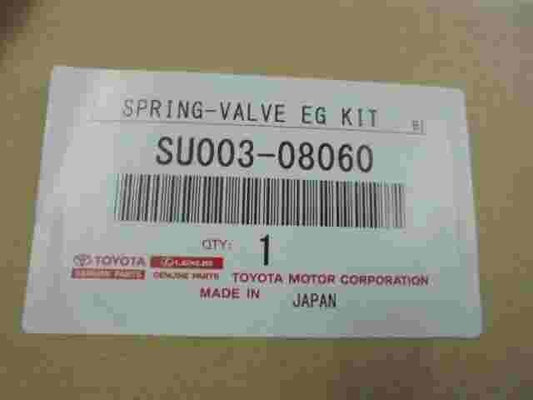 SPRING-VALVE EG KIT
SU003-08060
QTY: 1
TOYOTA LEXUS
GENUINE PARTS GENUINE PARTS TOYOTA MOTOR CORPORATION
MADE IN JAPAN